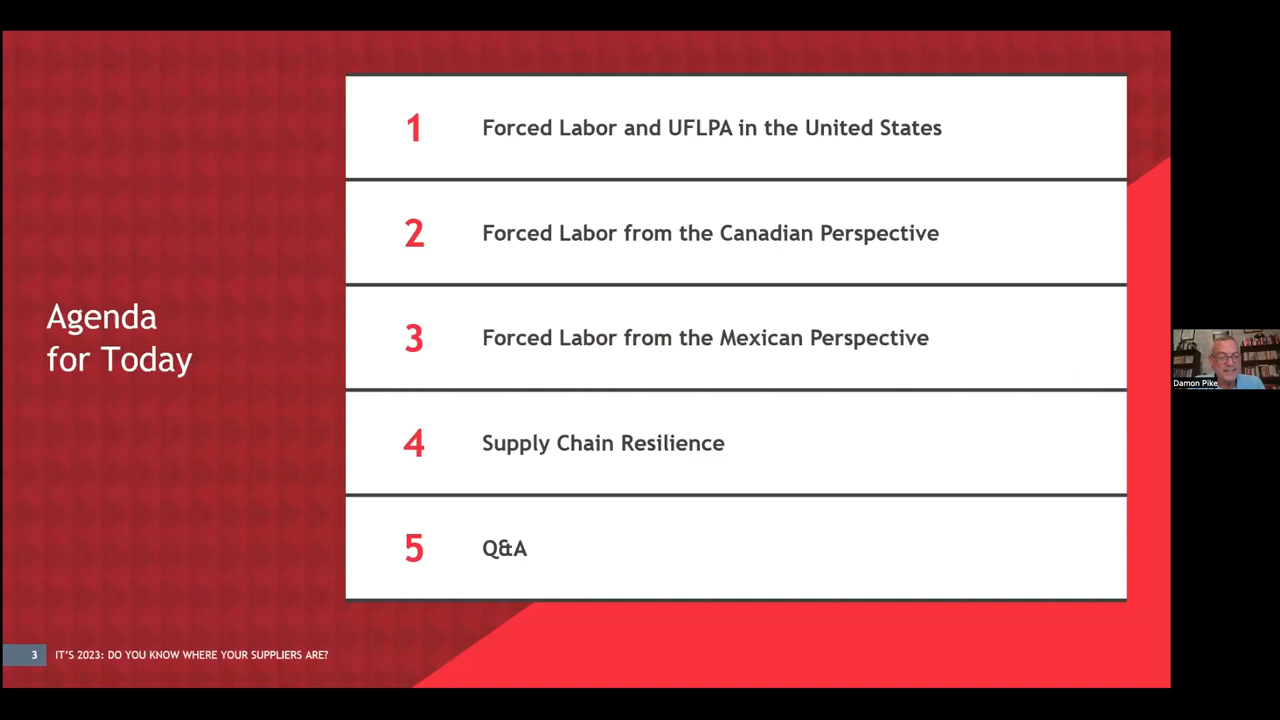 Agenda
for Today
1 Forced Labor and UFLPA in the United States
2 Forced Labor from the Canadian Perspective
3 Forced Labor from the Mexican Perspective
4 Supply Chain Resilience
5 Q&A
3 IT'S 2023: DO YOU KNOW WHERE YOUR SUPPLIERS ARE?
Damon Pike